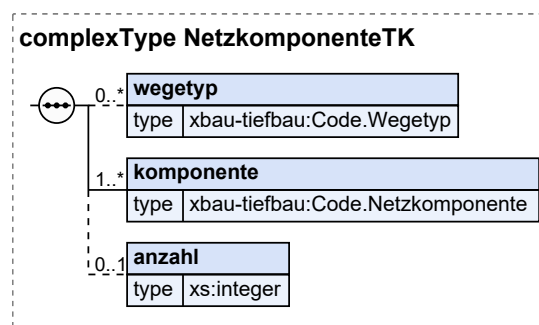 complexType NetzkomponenteTK
0..* wegetyp
type xbau-tiefbau:Code.Wegetyp
1..* komponente
type xbau-tiefbau:Code.Netzkomponente
0..1 anzahl
type xs:integer